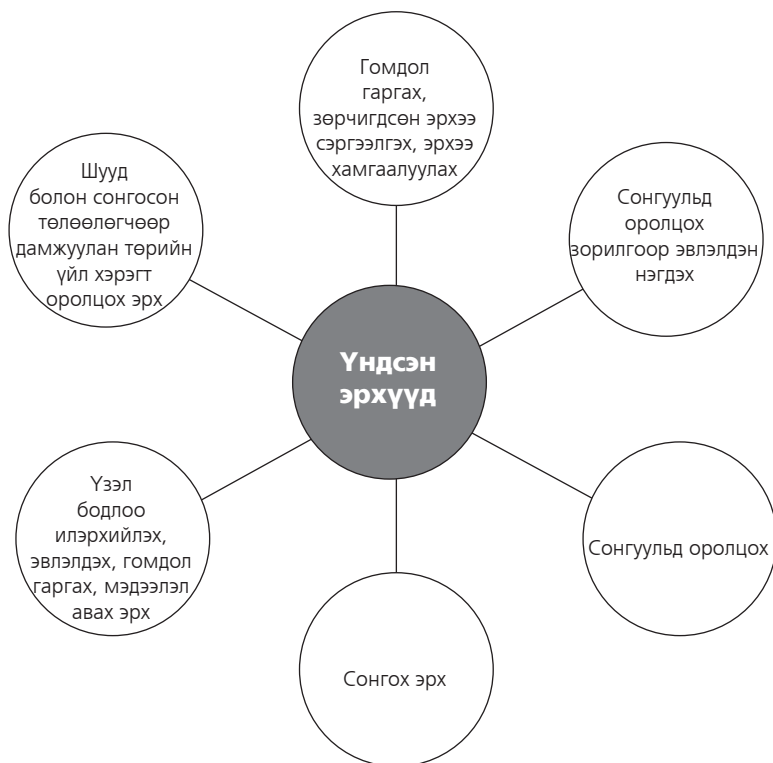 Гомдол
гаргах,
зөрчигдсөн эрхээ
сэргээлгэх, эрхээ
хамгаалуулах
Шууд
болон сонгосон
төлөөлөгчөөр
дамжуулан төрийн
үйл хэрэгт
оролцох эрх
Сонгуульд
оролцох
зорилгоор эвлэлдэн
нэгдэх
Үндсэн
эрхүүд
Үзэл
бодлоо
илэрхийлэх,
эвлэлдэх, гомдол
гаргах, мэдээлэл
авах эрх
Сонгуульд оролцох
Сонгох эрх